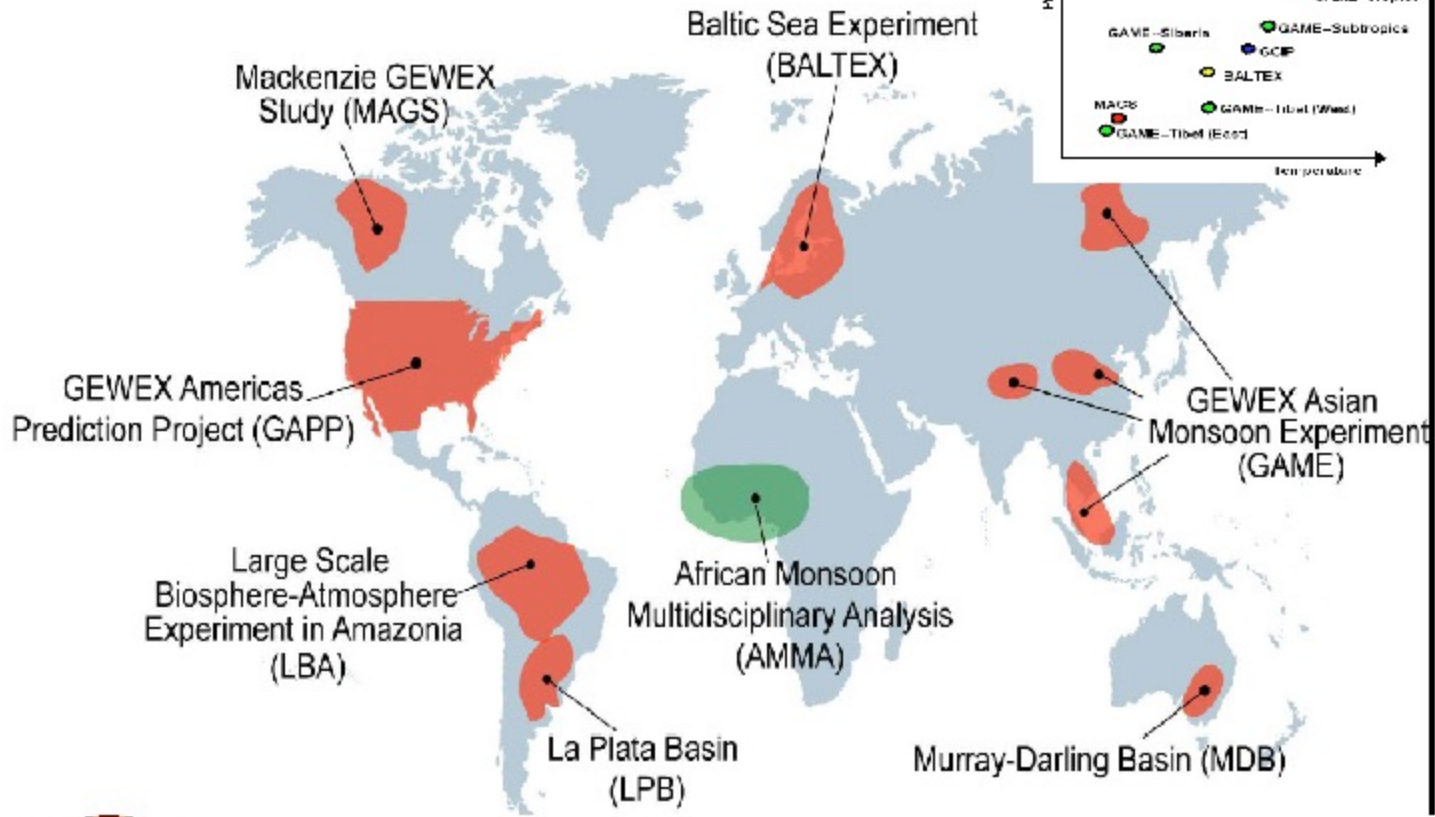 Baltic Sea Experiment
(BALTEX)
Mackenzie GEWEX
Study (MAGS)
GAME-Siberia
GAME-Subtropics
GCIP
BALTEX
MAGS
GAME-Tibet (West)
GAME-Tibet (East)
Temperature
GEWEX Americas
Prediction Project (GAPP)
GEWEX Asian
Monsoon Experiment
(GAME)
Large Scale
Biosphere-Atmosphere
Experiment in Amazonia
(LBA)
African Monsoon
Multidisciplinary Analysis
(AMMA)
La Plata Basin
(LPB)
Murray-Darling Basin (MDB)